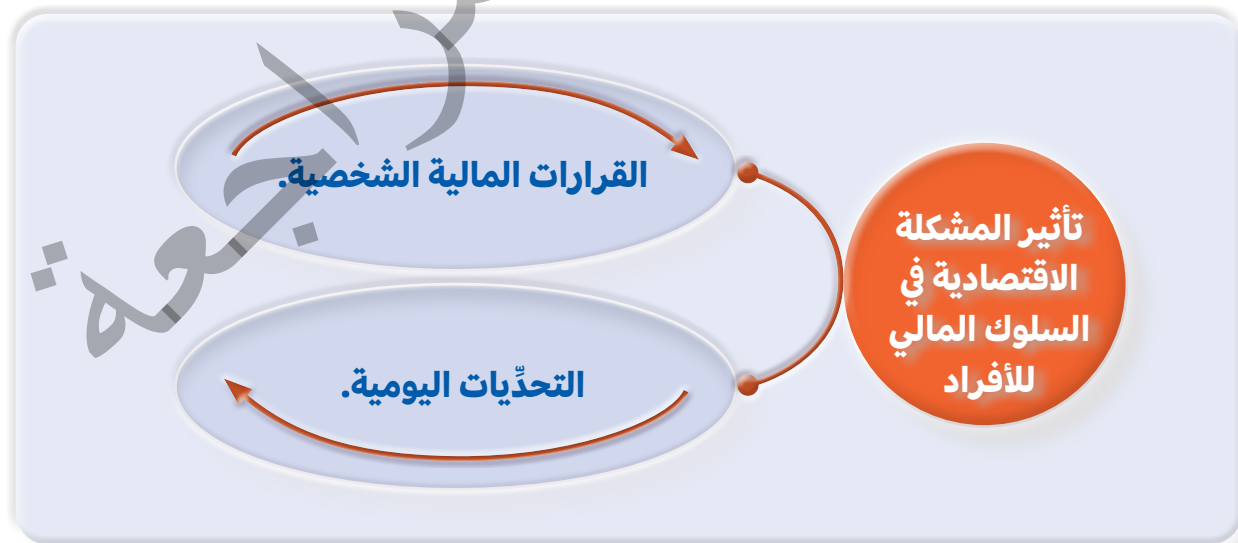 تأثير المشكلة
الاقتصادية في
السلوك المالي
للأفراد
القرارات المالية الشخصية.
التحدِّيات اليومية.